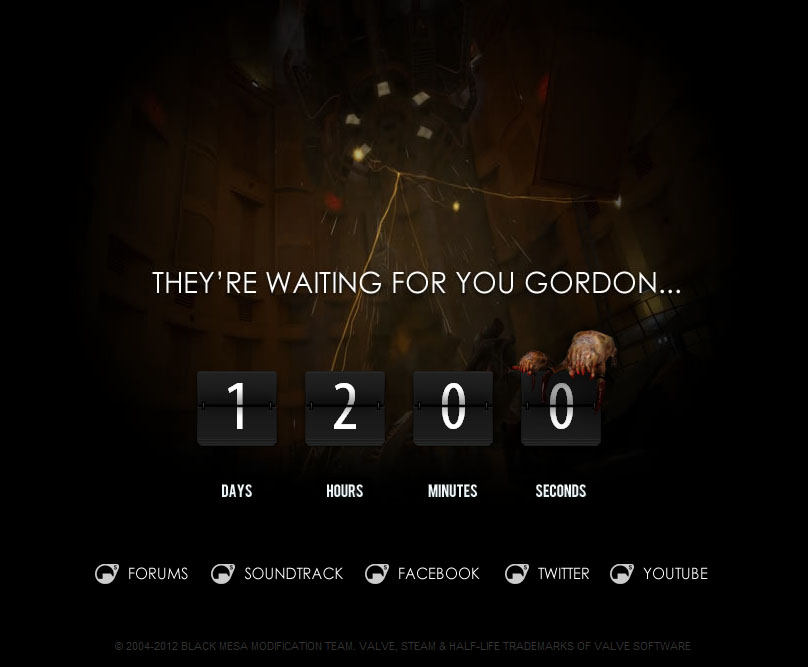 THEY'RE WAITING FOR YOU GORDON...
1 2 0 0
DAYS HOURS MINUTES SECONDS
FORUMS SOUNDTRACK FACEBOOK TWITTER YOUTUBE
© 2004-2012 BLACK MESA MODIFICATION TEAM. VALVE, STEAM & HALF-LIFE TRADEMARKS OF VALVE SOFTWARE